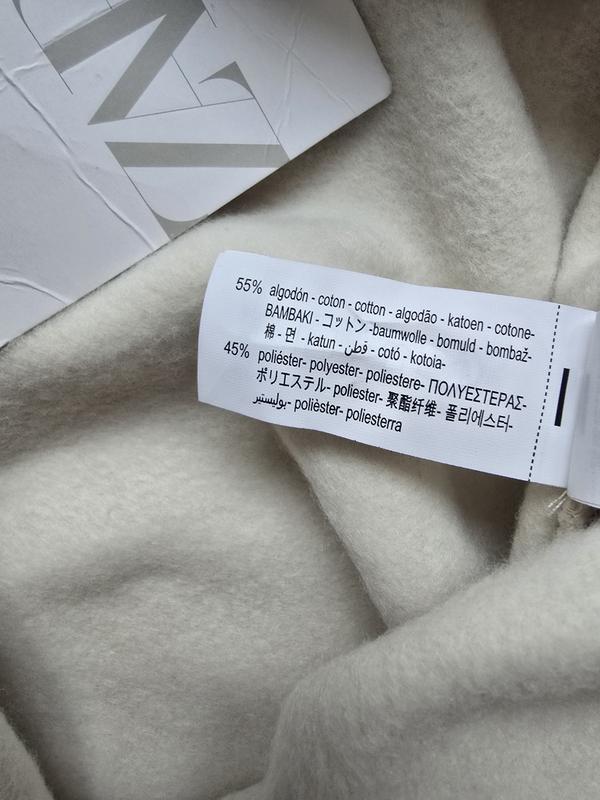 55% algodón - coton - cotton - algodão - katoen - cotone-
BAMBAKI - コットン -baumwolle - bomuld - bombaž-
棉 - 면 - katun - قطن - cotó - kotoia-
45% poliéster- polyester- poliestere- ΠΟΛΥΕΣΤΕΡΑΣ-
ポリエステル- poliester- 聚酯纤维- 폴리에스터-
بوليستير- polièster- poliesterra